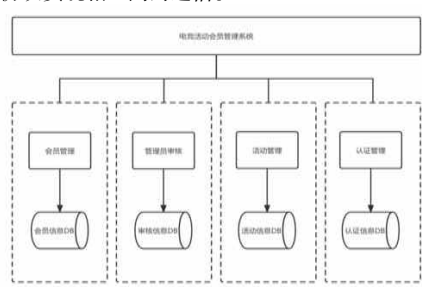 电竞活动会员管理系统
会员管理
管理员审核
活动管理
认证管理
会员信息DB
审核信息DB
活动信息DB
认证信息DB